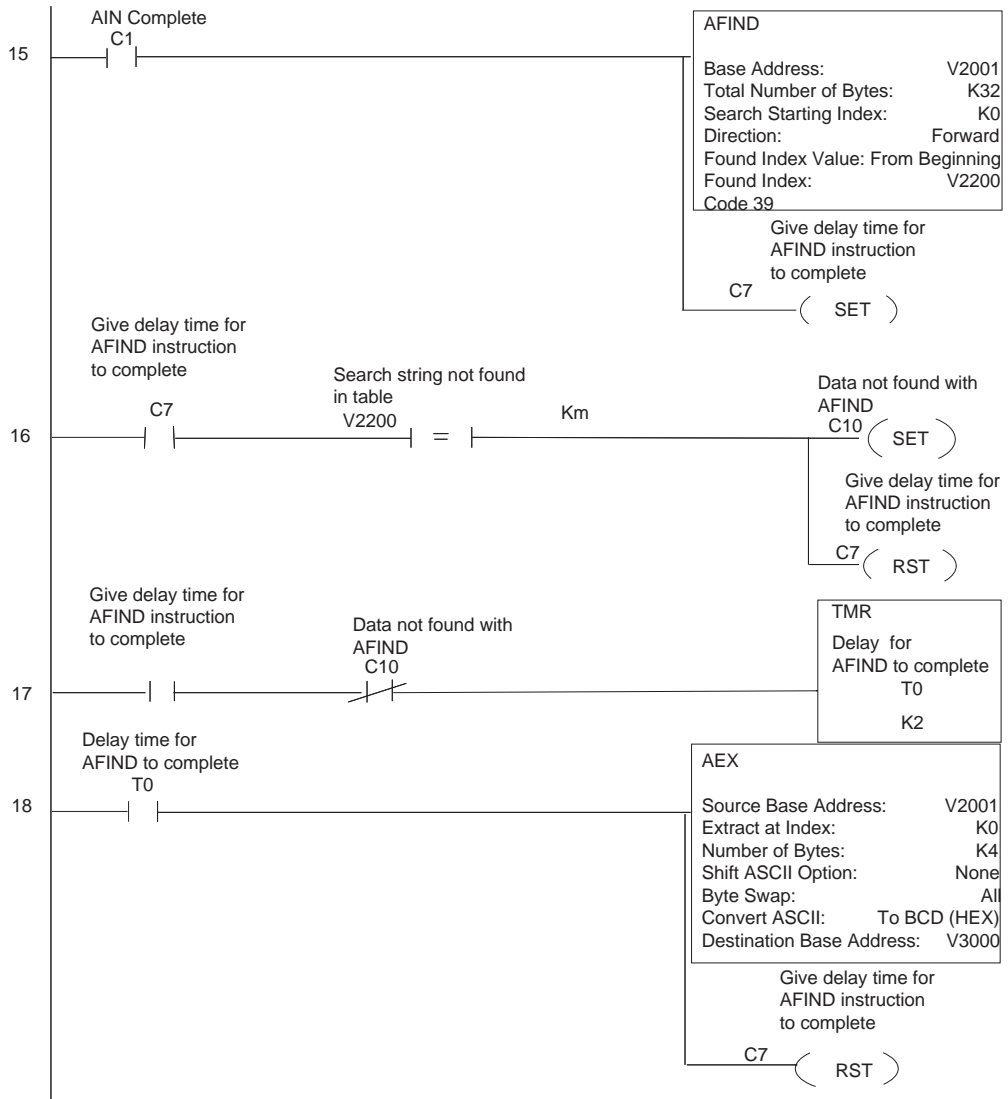 AIN Complete
C1
15
AFIND
Base Address: V2001
Total Number of Bytes: K32
Search Starting Index: K0
Direction: Forward
Found Index Value: From Beginning
Found Index: V2200
Code 39
Give delay time for
AFIND instruction
to complete
C7
SET
Give delay time for
AFIND instruction
to complete
C7
Search string not found
in table
V2200
=
Km
Data not found with
AFIND
C10
SET
16
Give delay time for
AFIND instruction
to complete
C7
RST
Give delay time for
AFIND instruction
to complete
Data not found with
AFIND
C10
17
TMR
Delay for
AFIND to complete
T0
K2
Delay time for
AFIND to complete
T0
18
AEX
Source Base Address: V2001
Extract at Index: K0
Number of Bytes: K4
Shift ASCII Option: None
Byte Swap: All
Convert ASCII: To BCD (HEX)
Destination Base Address: V3000
Give delay time for
AFIND instruction
to complete
C7
RST